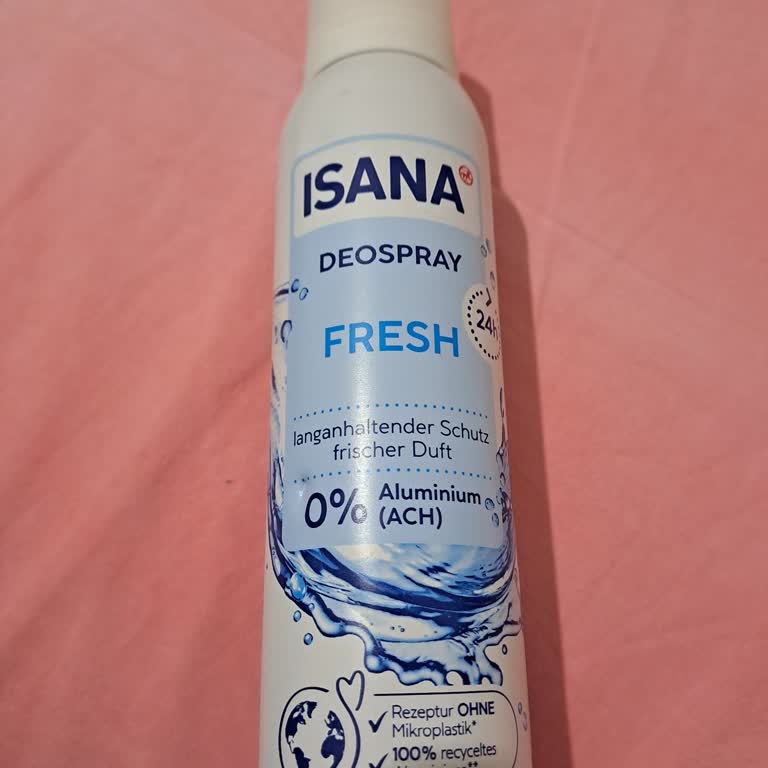 ISANA
DEOSPRAY
FRESH
24h
langanhaltender Schutz
frischer Duft
0% Aluminium
(ACH)
Rezeptur OHNE
Mikroplastik*
100% recyceltes